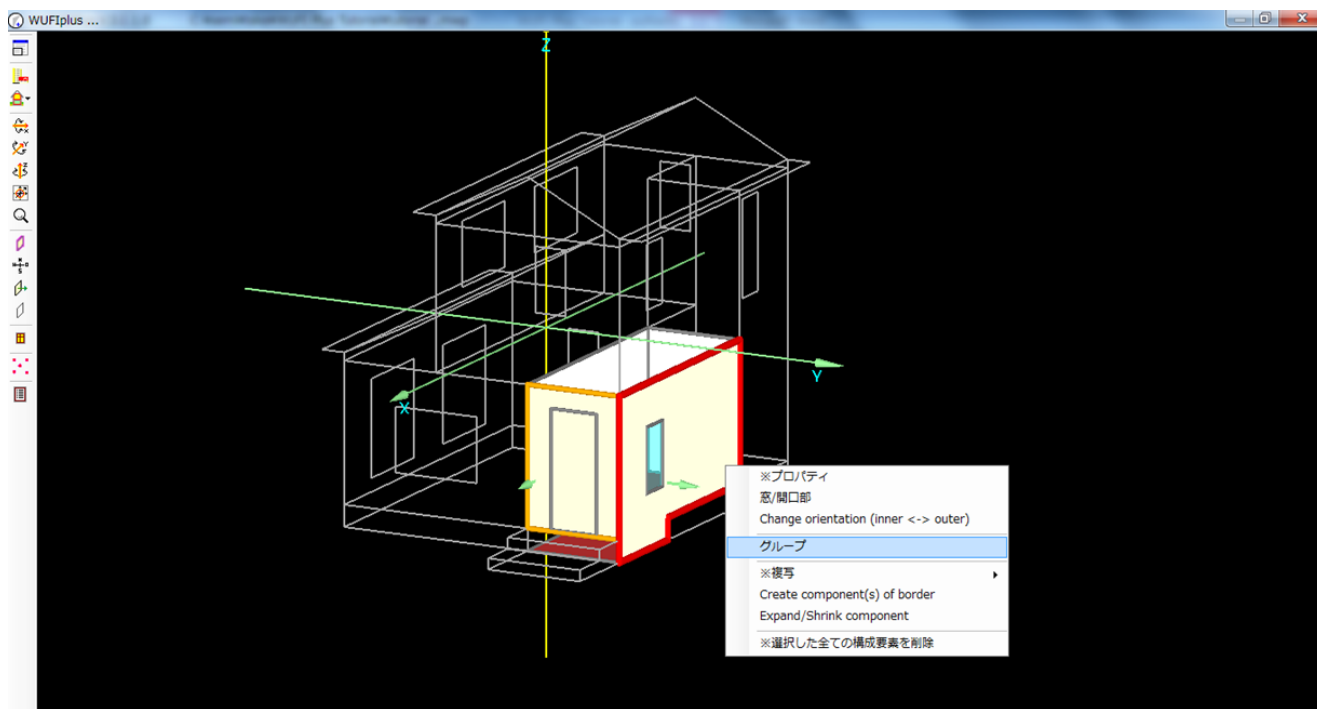 WUFIplus ...
Z
Y
X
※プロパティ
窓/開口部
Change orientation (inner <-> outer)
グループ
※複写
Create component(s) of border
Expand/Shrink component
※選択した全ての構成要素を削除